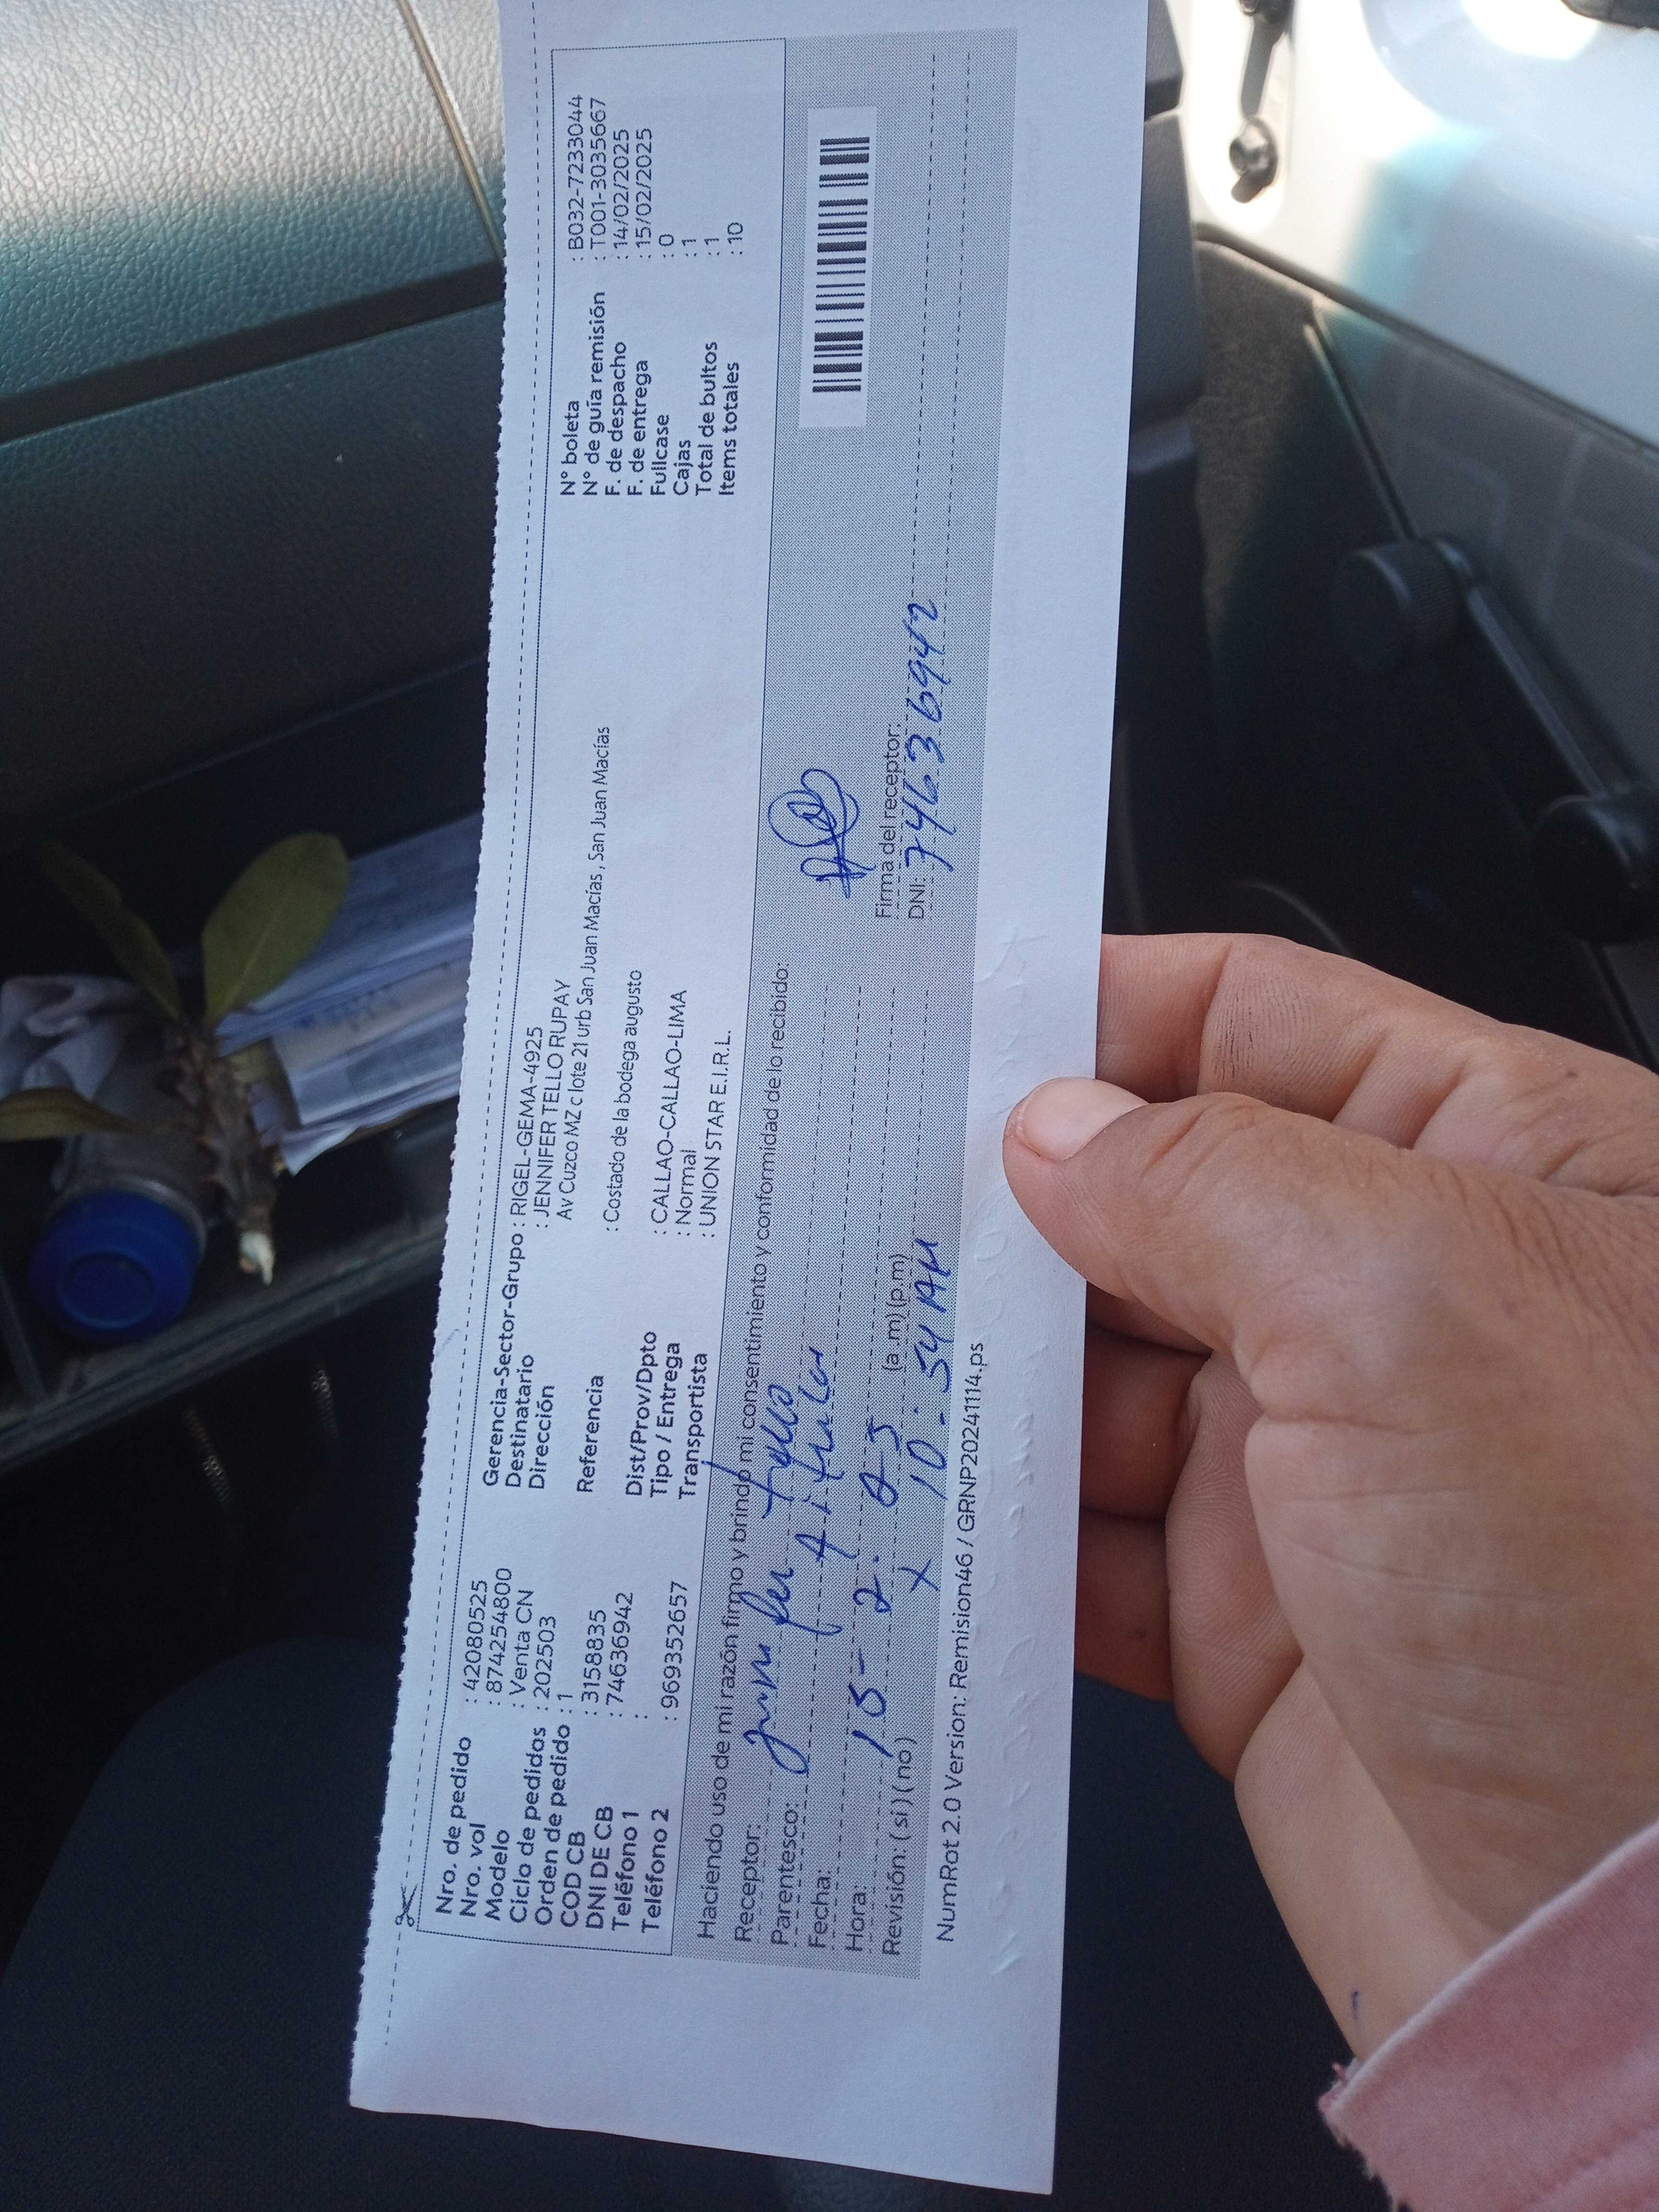 Nro. de pedido : 42080525
Nro. vol : 874254800
Modelo : Venta CN
Ciclo de pedidos : 202503
Orden de pedido : 1
COD CB : 3158835
DNI DE CB : 74636942
Teléfono 1 :
Teléfono 2 : 969352657
Gerencia-Sector-Grupo : RIGEL-GEMA-4925
Destinatario : JENNIFER TELLO RUPAY
Dirección Av Cuzco MZ c lote 21 urb San Juan Macías , San Juan Macías
Referencia : Costado de la bodega augusto
Dist/Prov/Dpto : CALLAO-CALLAO-LIMA
Tipo / Entrega : Normal
Transportista : UNION STAR E.I.R.L.
N° boleta : B032-7233044
N° de guía remisión : T001-3035667
F. de despacho : 14/02/2025
F. de entrega : 15/02/2025
Fullcase : 0
Cajas : 1
Total de bultos : 1
Items totales : 10
Haciendo uso de mi razón firmo y brindo mi consentimiento y conformidad de lo recibido:
Receptor: Tello
Parentesco:
Fecha: 15-2.
Hora: 10:54 AM (a.m) (p.m)
Revisión: ( sí ) ( no ) X
Firma del receptor:
DNI: 74636942
NumRot 2.0 Version: Remision46 / GRNP20241114.ps